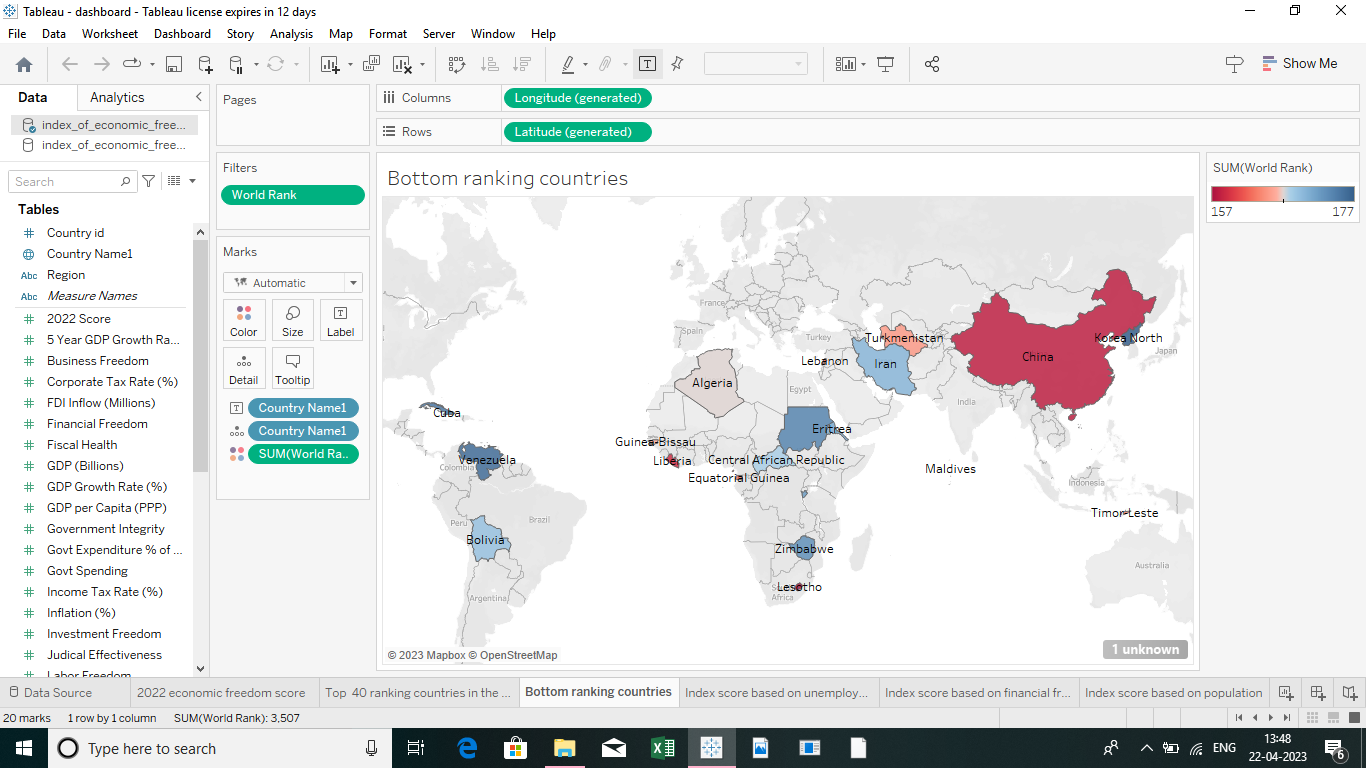 Tableau - dashboard - Tableau license expires in 12 days
File Data Worksheet Dashboard Story Analysis Map Format Server Window Help
Show Me
Data Analytics
index_of_economic_free...
index_of_economic_free...
Search
Tables
Country id
Country Name1
Abc Region
Abc Measure Names
2022 Score
5 Year GDP Growth Ra...
Business Freedom
Corporate Tax Rate (%)
FDI Inflow (Millions)
Financial Freedom
Fiscal Health
GDP (Billions)
GDP Growth Rate (%)
GDP per Capita (PPP)
Government Integrity
Govt Expenditure % of ...
Govt Spending
Income Tax Rate (%)
Inflation (%)
Investment Freedom
Judical Effectiveness
Labor Freedom
Pages
Filters
World Rank
Marks
Automatic
Color Size Label
Detail Tooltip
Country Name1
Country Name1
SUM(World Ra..
Columns Longitude (generated)
Rows Latitude (generated)
Bottom ranking countries
France
Spain
Turkey
Turkmenistan
Korea North
Japan
Lebanon
Iran
China
Algeria
Egypt
India
Cuba
Eritrea
Guinea-Bissau
Venezuela
Colombia
Liberia
Central African Republic
Maldives
Equatorial Guinea
Indonesia
Timor-Leste
Peru
Brazil
Bolivia
Zimbabwe
Australia
Lesotho
Africa
Argentina
© 2023 Mapbox © OpenStreetMap
1 unknown
SUM(World Rank)
157 177
Data Source 2022 economic freedom score Top 40 ranking countries in the ... Bottom ranking countries Index score based on unemploy... Index score based on financial fr... Index score based on population
20 marks 1 row by 1 column SUM(World Rank): 3,507
Type here to search
ENG
13:48
22-04-2023
6